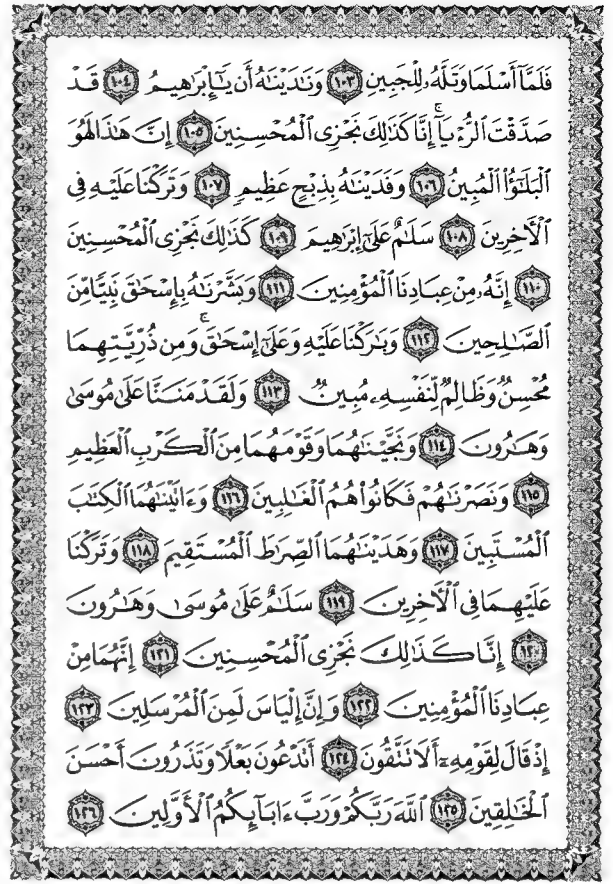 فَلَمَّآ أَسْلَمَا وَتَلَّهُۥ لِلْجَبِينِ ١٠٣ وَنَٰدَيْنَٰهُ أَن يَٰٓإِبْرَٰهِيمُ ١٠٤ قَدْ
صَدَّقْتَ ٱلرُّءْيَآ ۚ إِنَّا كَذَٰلِكَ نَجْزِى ٱلْمُحْسِنِينَ ١٠٥ إِنَّ هَٰذَا لَهُوَ
ٱلْبَلَٰٓؤُا۟ ٱلْمُبِينُ ١٠٦ وَفَدَيْنَٰهُ بِذِبْحٍ عَظِيمٍ ١٠٧ وَتَرَكْنَا عَلَيْهِ فِى
ٱلْءَاخِرِينَ ١٠٨ سَلَٰمٌ عَلَىٰٓ إِبْرَٰهِيمَ ١٠٩ كَذَٰلِكَ نَجْزِى ٱلْمُحْسِنِينَ
١١٠ إِنَّهُۥ مِنْ عِبَادِنَا ٱلْمُؤْمِنِينَ ١١١ وَبَشَّرْنَٰهُ بِإِسْحَٰقَ نَبِيًّا مِّنَ
ٱلصَّٰلِحِينَ ١١٢ وَبَٰرَكْنَا عَلَيْهِ وَعَلَىٰٓ إِسْحَٰقَ ۚ وَمِن ذُرِّيَّتِهِمَا
مُحْسِنٌ وَظَالِمٌ لِّنَفْسِهِۦ مُبِينٌ ١١٣ وَلَقَدْ مَنَنَّا عَلَىٰ مُوسَىٰ
وَهَٰرُونَ ١١٤ وَنَجَّيْنَٰهُمَا وَقَوْمَهُمَا مِنَ ٱلْكَرْبِ ٱلْعَظِيمِ
١١٥ وَنَصَرْنَٰهُمْ فَكَانُوا۟ هُمُ ٱلْغَٰلِبِينَ ١١٦ وَءَاتَيْنَٰهُمَا ٱلْكِتَٰبَ
ٱلْمُسْتَبِينَ ١١٧ وَهَدَيْنَٰهُمَا ٱلصِّرَٰطَ ٱلْمُسْتَقِيمَ ١١٨ وَتَرَكْنَا
عَلَيْهِمَا فِى ٱلْءَاخِرِينَ ١١٩ سَلَٰمٌ عَلَىٰ مُوسَىٰ وَهَٰرُونَ
١٢٠ إِنَّا كَذَٰلِكَ نَجْزِى ٱلْمُحْسِنِينَ ١٢١ إِنَّهُمَا مِنْ
عِبَادِنَا ٱلْمُؤْمِنِينَ ١٢٢ وَإِنَّ إِلْيَاسَ لَمِنَ ٱلْمُرْسَلِينَ ١٢٣
إِذْ قَالَ لِقَوْمِهِۦٓ أَلَا تَتَّقُونَ ١٢٤ أَتَدْعُونَ بَعْلًا وَتَذَرُونَ أَحْسَنَ
ٱلْخَٰلِقِينَ ١٢٥ ٱللَّهَ رَبَّكُمْ وَرَبَّ ءَابَآئِكُمُ ٱلْأَوَّلِينَ ١٢٦